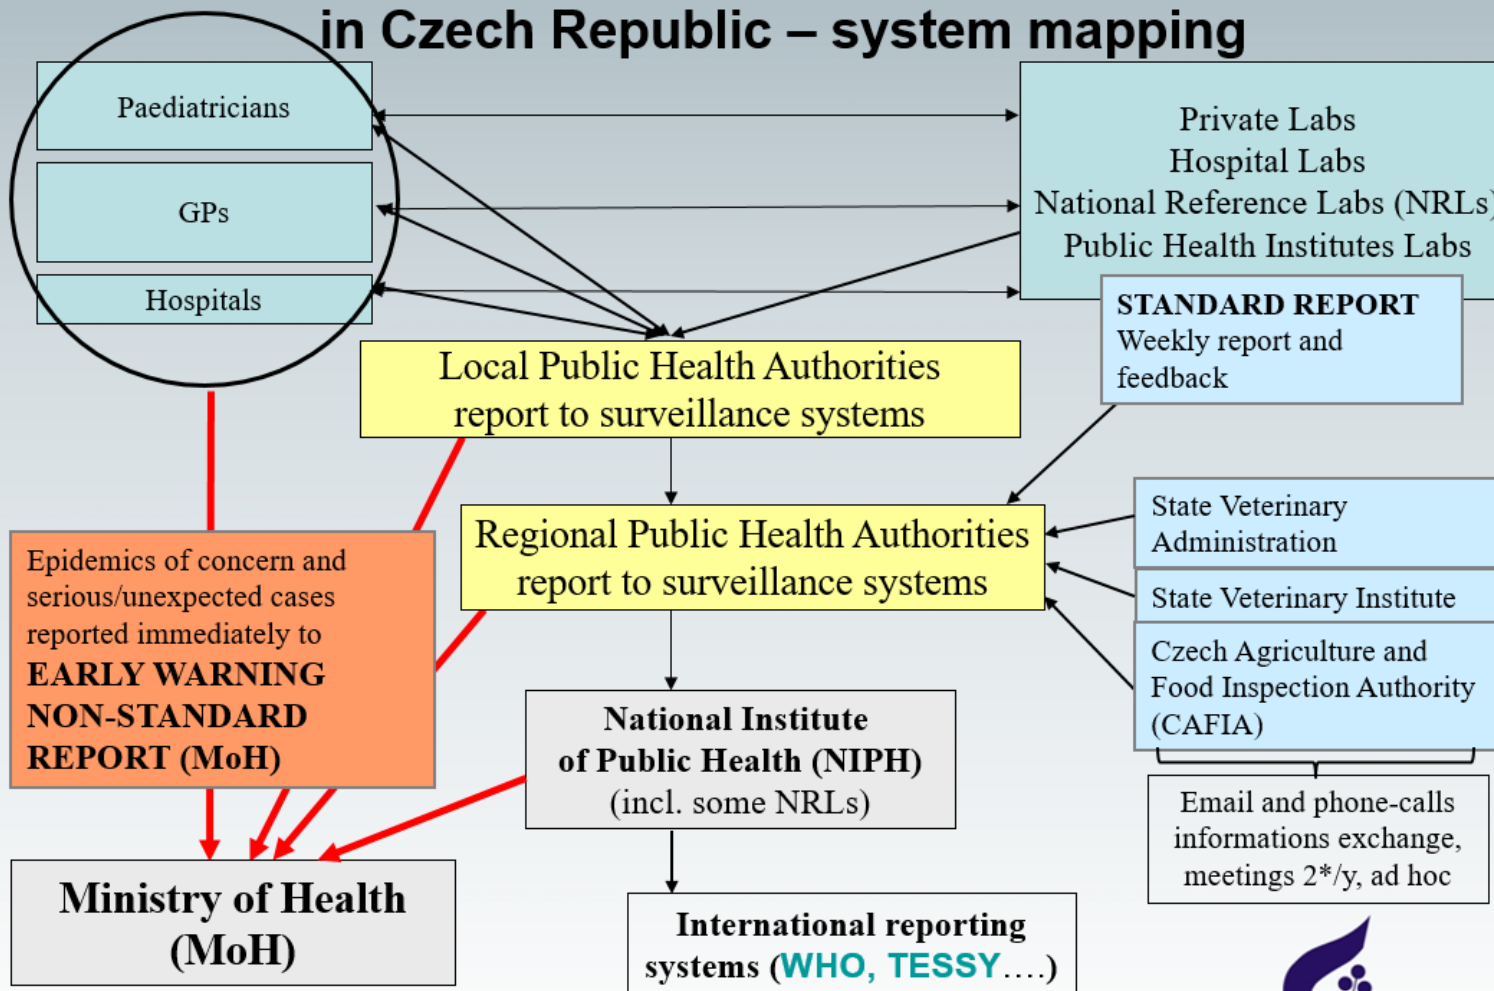 in Czech Republic – system mapping
Paediatricians
GPs
Hospitals
Private Labs
Hospital Labs
National Reference Labs (NRLs)
Public Health Institutes Labs
STANDARD REPORT
Weekly report and
feedback
Local Public Health Authorities
report to surveillance systems
Regional Public Health Authorities
report to surveillance systems
State Veterinary
Administration
State Veterinary Institute
Czech Agriculture and
Food Inspection Authority
(CAFIA)
Epidemics of concern and
serious/unexpected cases
reported immediately to
EARLY WARNING
NON-STANDARD
REPORT (MoH)
National Institute
of Public Health (NIPH)
(incl. some NRLs)
Email and phone-calls
informations exchange,
meetings 2*/y, ad hoc
Ministry of Health
(MoH)
International reporting
systems (WHO, TESSY....)